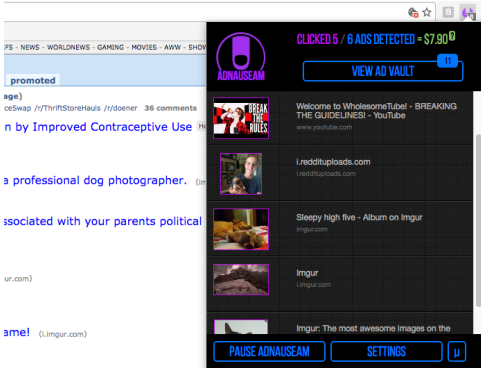 B
EFS - NEWS - WORLDNEWS - GAMING - MOVIES - AWW - SHOW
promoted
age)
ceSwap /r/ThriftStoreHauls /r/doener 36 comments
n by Improved Contraceptive Use He
a professional dog photographer. (im
ssociated with your parents political
ur.com)
ame! (i.imgur.com)
ADNAUSEAM
CLICKED 5 / 6 ADS DETECTED = $7.90 ?
VIEW AD VAULT
11
BREAK
THE
RULES
Welcome to WholesomeTube! - BREAKING
THE GUIDELINES! - YouTube
www.youtube.com
i.reddituploads.com
i.reddituploads.com
Sleepy high five - Album on Imgur
imgur.com
Imgur
i.imgur.com
Imgur: The most awesome images on the
PAUSE ADNAUSEAM
SETTINGS
µ